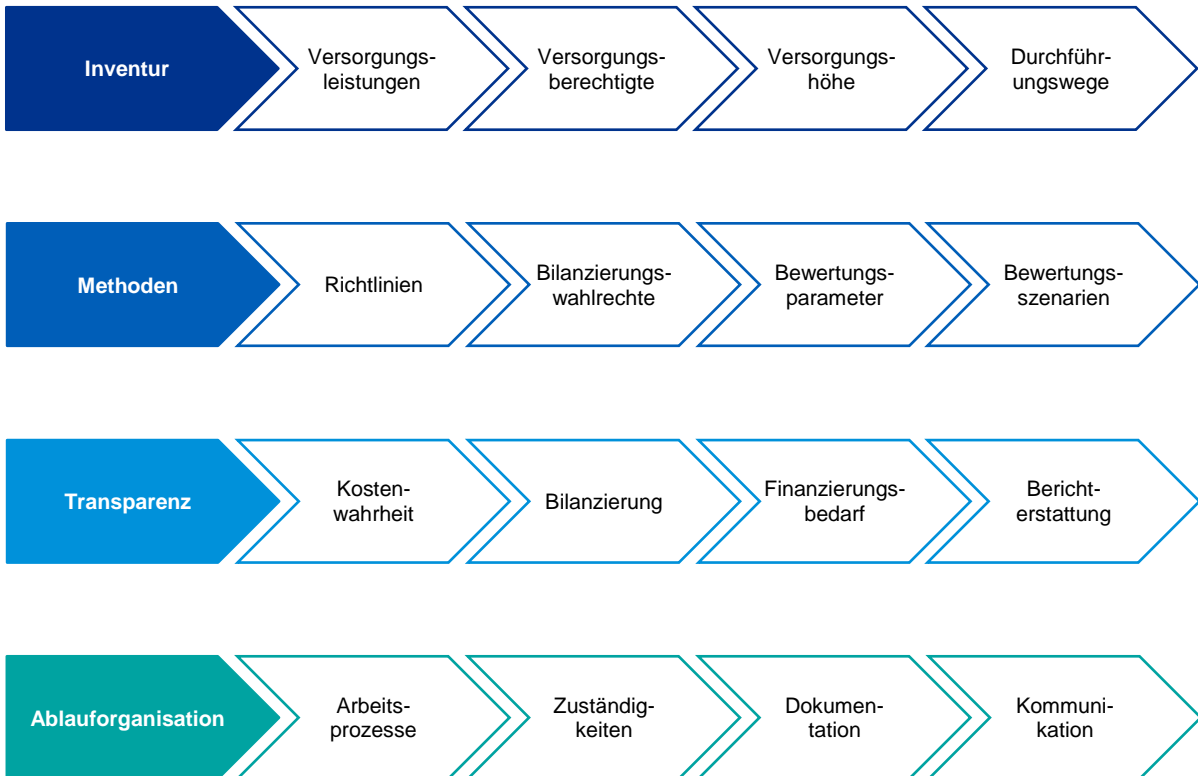 Inventur
Versorgungs-
leistungen
Versorgungs-
berechtigte
Versorgungs-
höhe
Durchführ-
ungswege
Methoden
Richtlinien
Bilanzierungs-
wahlrechte
Bewertungs-
parameter
Bewertungs-
szenarien
Transparenz
Kosten-
wahrheit
Bilanzierung
Finanzierungs-
bedarf
Bericht-
erstattung
Ablauforganisation
Arbeits-
prozesse
Zuständig-
keiten
Dokumen-
tation
Kommuni-
kation